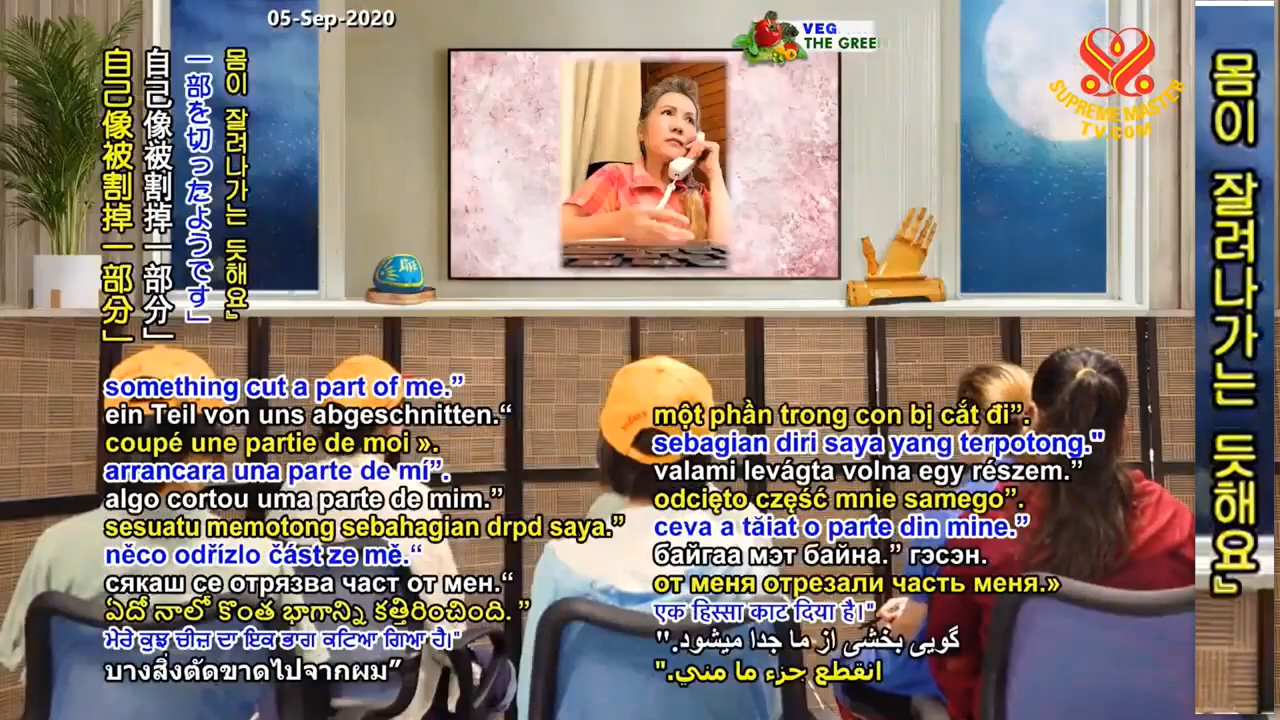 05-Sep-2020
VEG
THE GREE
SUPREME MASTER
TV.COM
몸이 잘려나가는 듯해요』
一部を切ったようです」
自己像被割掉一部分」
自己像被割掉一部分」
몸이 잘려나가는 듯해요』
something cut a part of me.”
ein Teil von uns abgeschnitten.“
coupé une partie de moi ».
arrancara una parte de mí”.
algo cortou uma parte de mim.”
sesuatu memotong sebahagian drpd saya.”
něco odřízlo část ze mě.“
сякаш се отрязва част от мен.“
ఏదో నాలో కొంత భాగాన్ని కత్తిరించింది. ”
ਮੇਰੇ ਕੁਝ ਚੀਜ਼ ਦਾ ਇਕ ਭਾਗ ਕਟਿਆ ਗਿਆ ਹੈ।"
บางสิ่งตัดขาดไปจากผม”
một phần trong con bị cắt đi”.
sebagian diri saya yang terpotong."
valami levágta volna egy részem.”
odcięto część mnie samego”.
ceva a tăiat o parte din mine.”
байгаа мэт байна.” гэсэн.
от меня отрезали часть меня.»
एक हिस्सा काट दिया है।"
گویی بخشی از ما جدا میشود."
انقطع جزء ما مني."